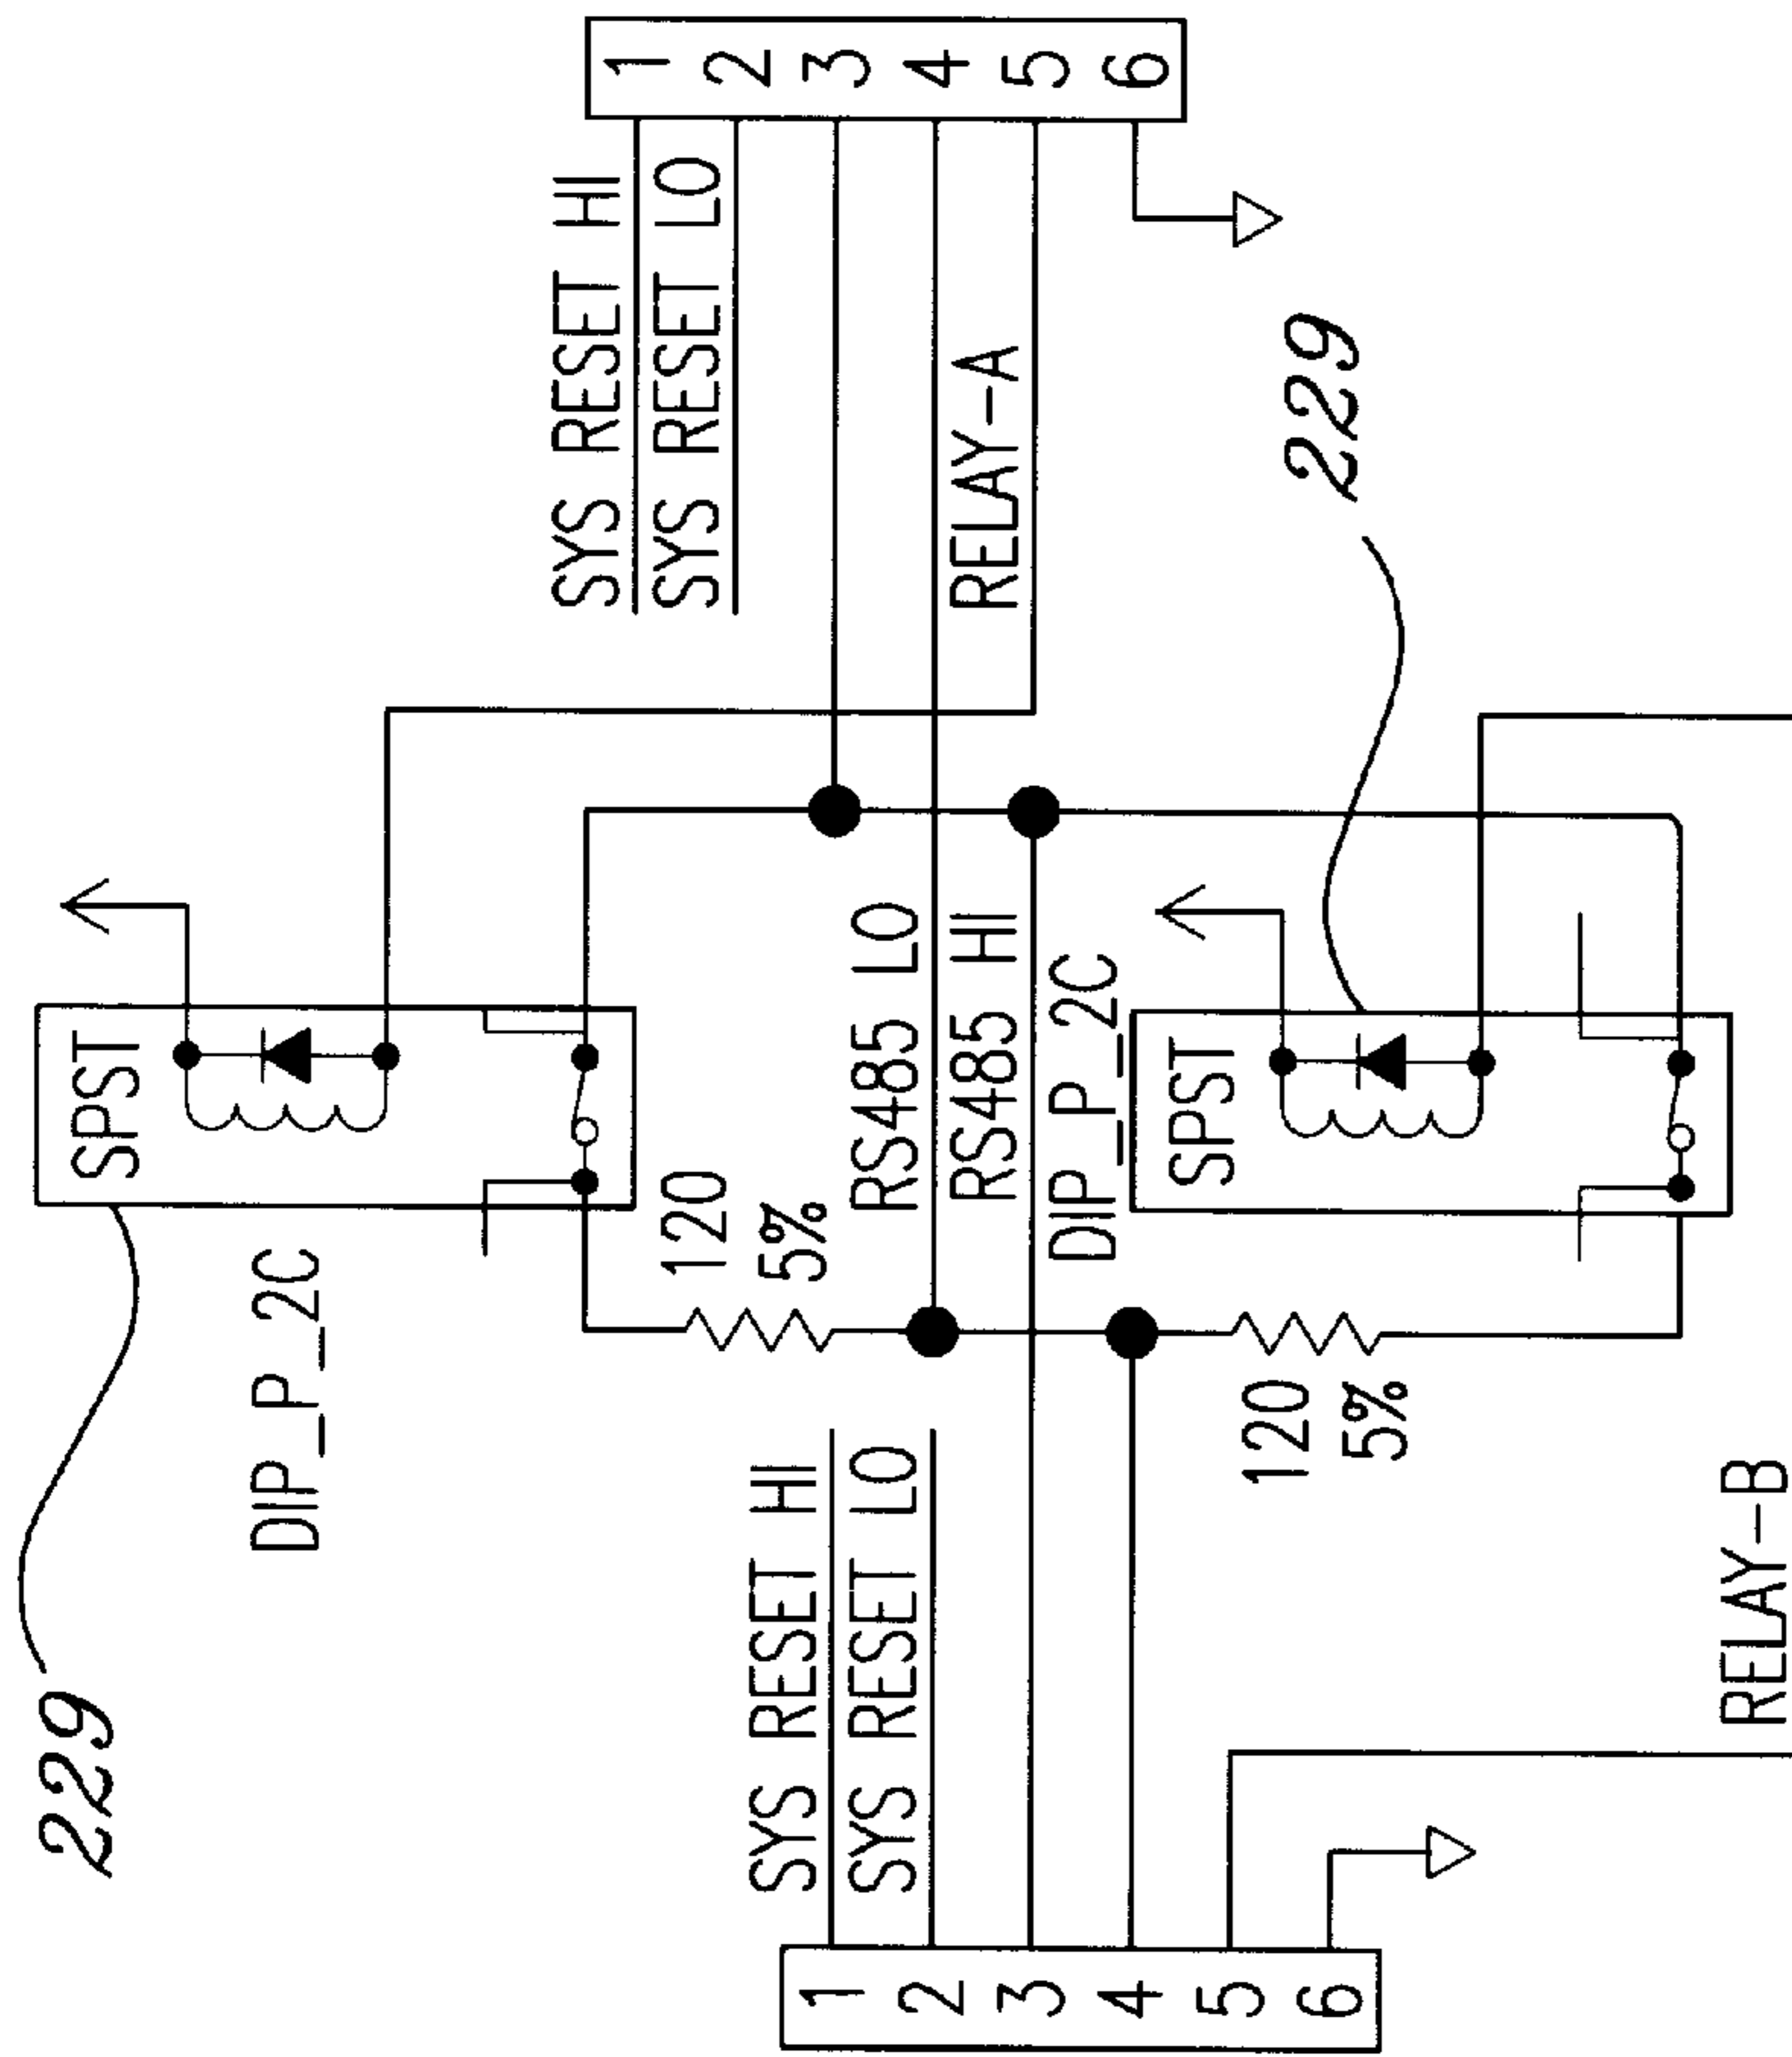 229
SPST
DIP_P_2C
120
5%
SYS RESET HI
SYS RESET LO
1
2
3
4
5
6
RELAY-A
RS485 LO
RS485 HI
SYS RESET HI
SYS RESET LO
1
2
3
4
5
6
DIP_P_2C
SPST
229
120
5%
RELAY-B